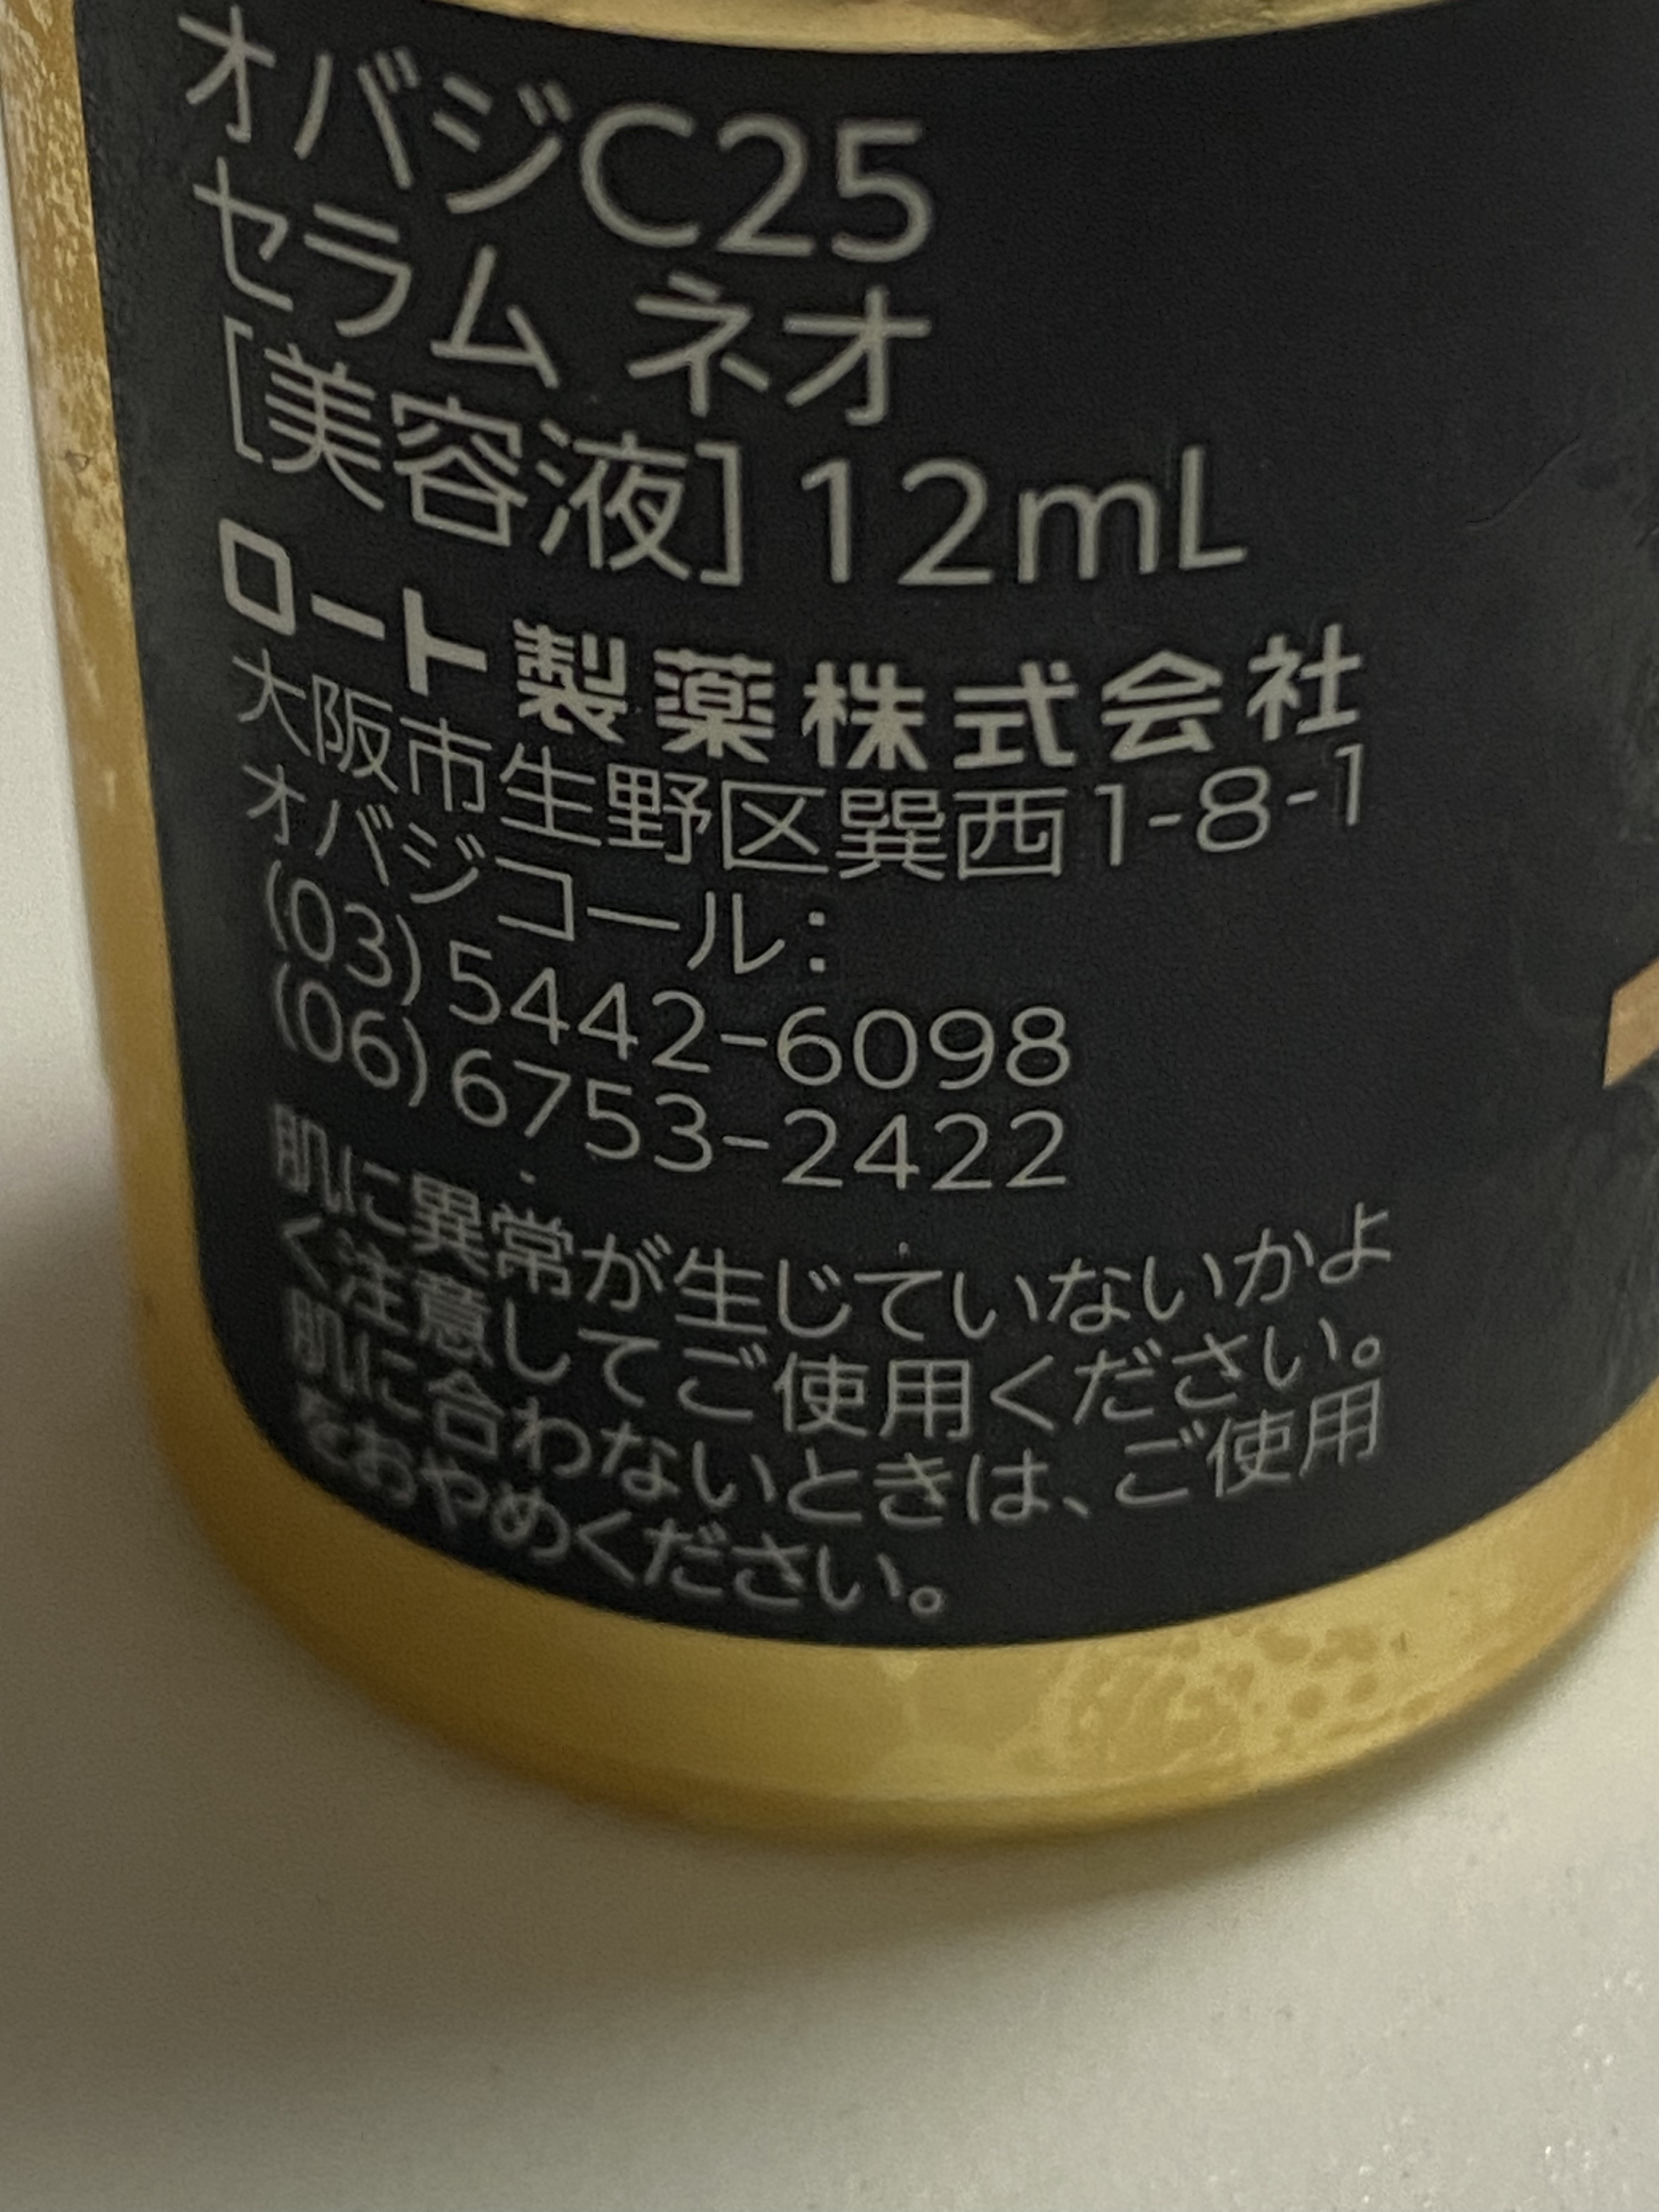 オバジC25
セラム ネオ
[美容液] 12mL
ロート製薬株式会社
大阪市生野区巽西1-8-1
オバジコール:
(03)5442-6098
(06)6753-2422
肌に異常が生じていないかよ
く注意してご使用ください。
肌に合わないときは、ご使用
をおやめください。